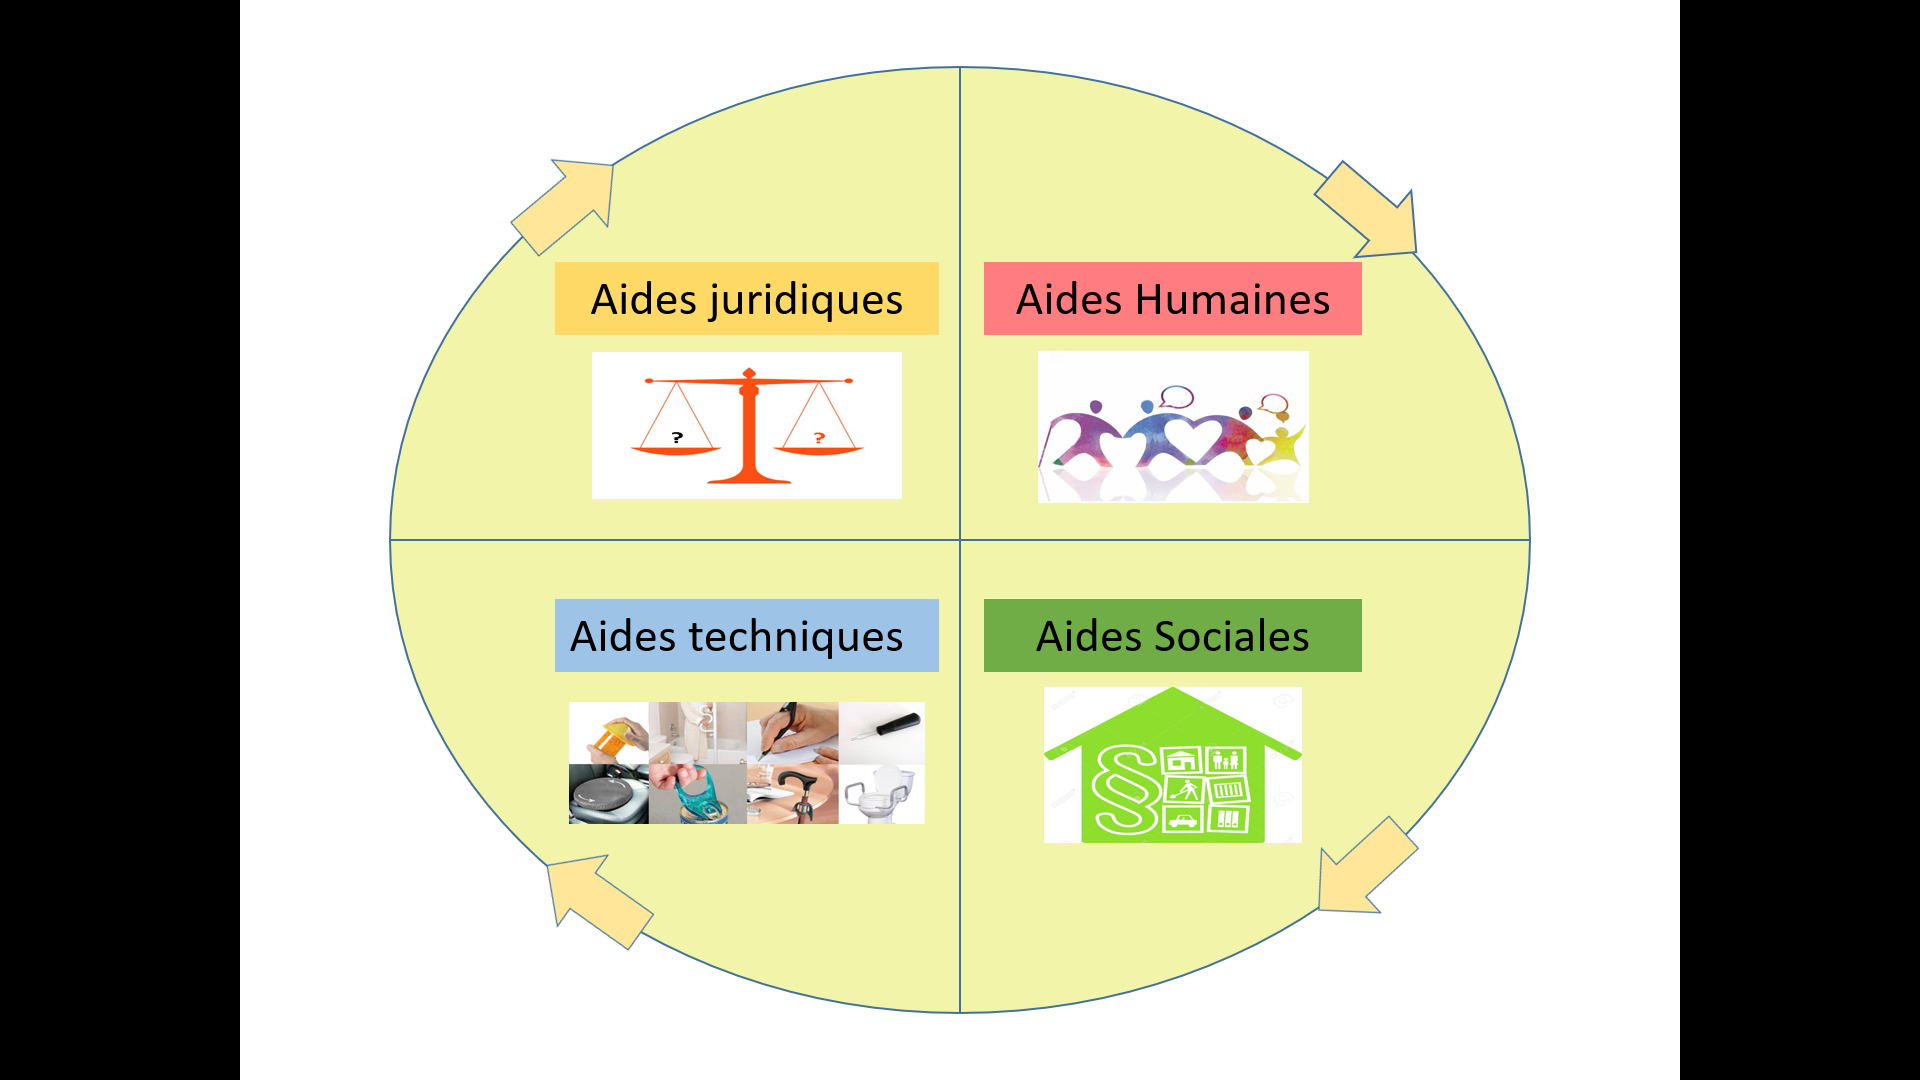 Aides juridiques
Aides Humaines
?
?
Aides techniques
Aides Sociales
§